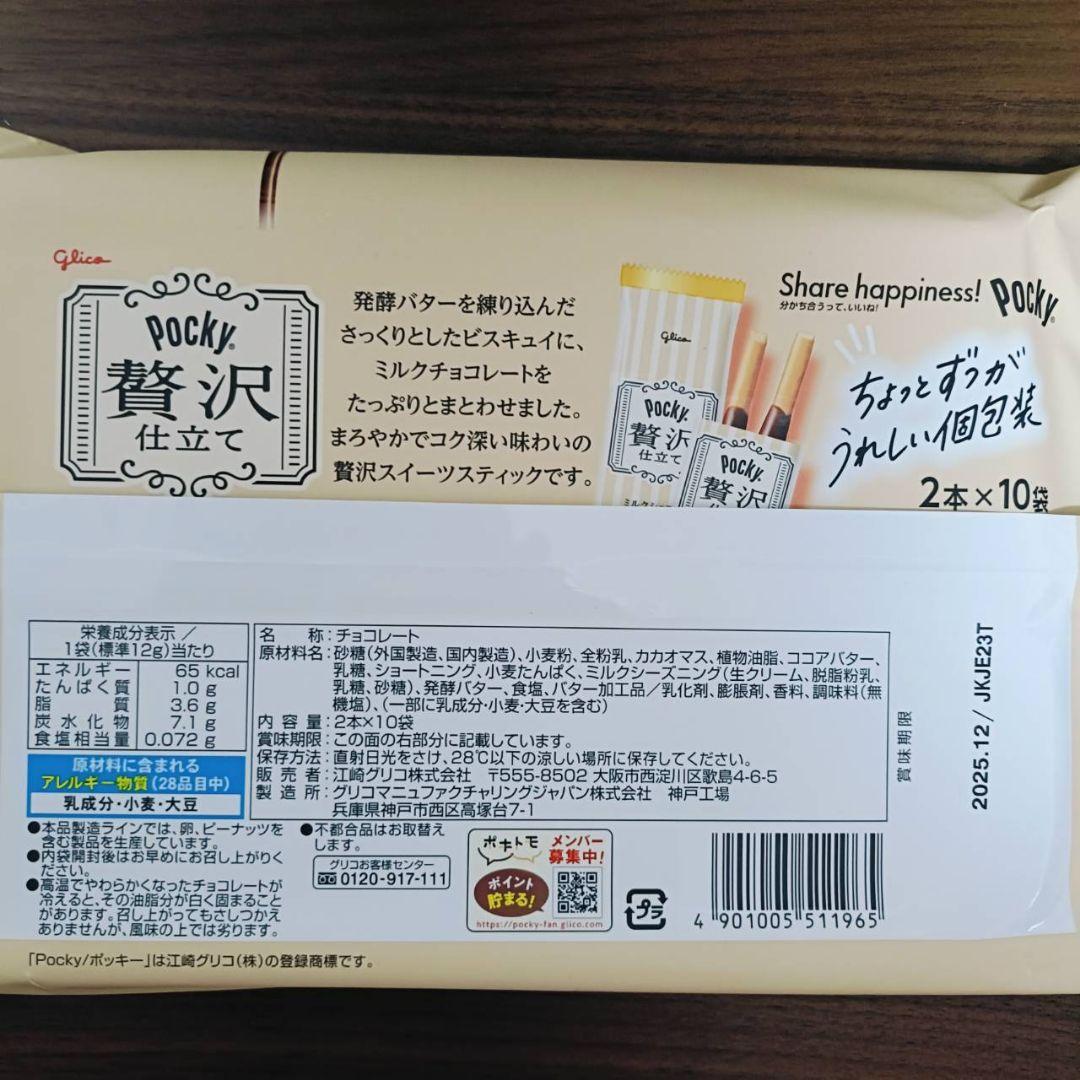 Glico
Pocky
贅沢
仕立て
発酵バターを練り込んだ
さっくりとしたビスキュイに、
ミルクチョコレートを
たっぷりとまとわせました。
まろやかでコク深い味わいの
贅沢スイーツスティックです。
Glico
Pocky
贅沢
仕立て
Pocky
贅沢
Share happiness! Pocky
分かち合うって、いいね!
ちょっとずつが
うれしい個包装
2本×10袋
栄養成分表示/
1袋(標準12g)当たり
エネルギー 65 kcal
たんぱく質 1.0 g
脂質 3.6 g
炭水化物 7.1 g
食塩相当量 0.072 g
原材料に含まれる
アレルギー物質(28品目中)
乳成分・小麦・大豆
名称:チョコレート
原材料名:砂糖(外国製造、国内製造)、小麦粉、全粉乳、カカオマス、植物油脂、ココアバター、
乳糖、ショートニング、小麦たんぱく、ミルクシーズニング(生クリーム、脱脂粉乳、
乳糖、砂糖)、発酵バター、食塩、バター加工品/乳化剤、膨脹剤、香料、調味料(無
機塩)、(一部に乳成分・小麦・大豆を含む)
内容量:2本×10袋
賞味期限:この面の右部分に記載しています。
保存方法:直射日光をさけ、28℃以下の涼しい場所に保存してください。
販売者:江崎グリコ株式会社 〒555-8502 大阪市西淀川区歌島4-6-5
製造所:グリコマニュファクチャリングジャパン株式会社 神戸工場
兵庫県神戸市西区高塚台7-1
賞味期限
2025.12/ JKJE23T
●本品製造ラインでは、卵、ピーナッツを
含む製品を生産しています。
●内袋開封後はお早めにお召し上がりく
ださい。
●高温でやわらかくなったチョコレートが
冷えると、その油脂分が白く固まること
があります。召し上がってもさしつかえ
ありませんが、風味の上では劣ります。
●不都合品はお取替え
します。
グリコお客様センター
0120-917-111
ポキトモ
メンバー
募集中!
ポイント
貯まる!
https://pocky-fan.glico.com
プラ
4 901005 511965
「Pocky/ポッキー」は江崎グリコ(株)の登録商標です。